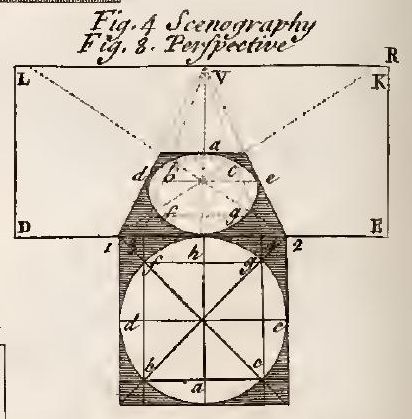 Fig. 4 Scenography
Fig. 8. Perspective
R
L V K
a
d b c e
f g
D E
1 3 4 2
h
f g
d e
b c
a